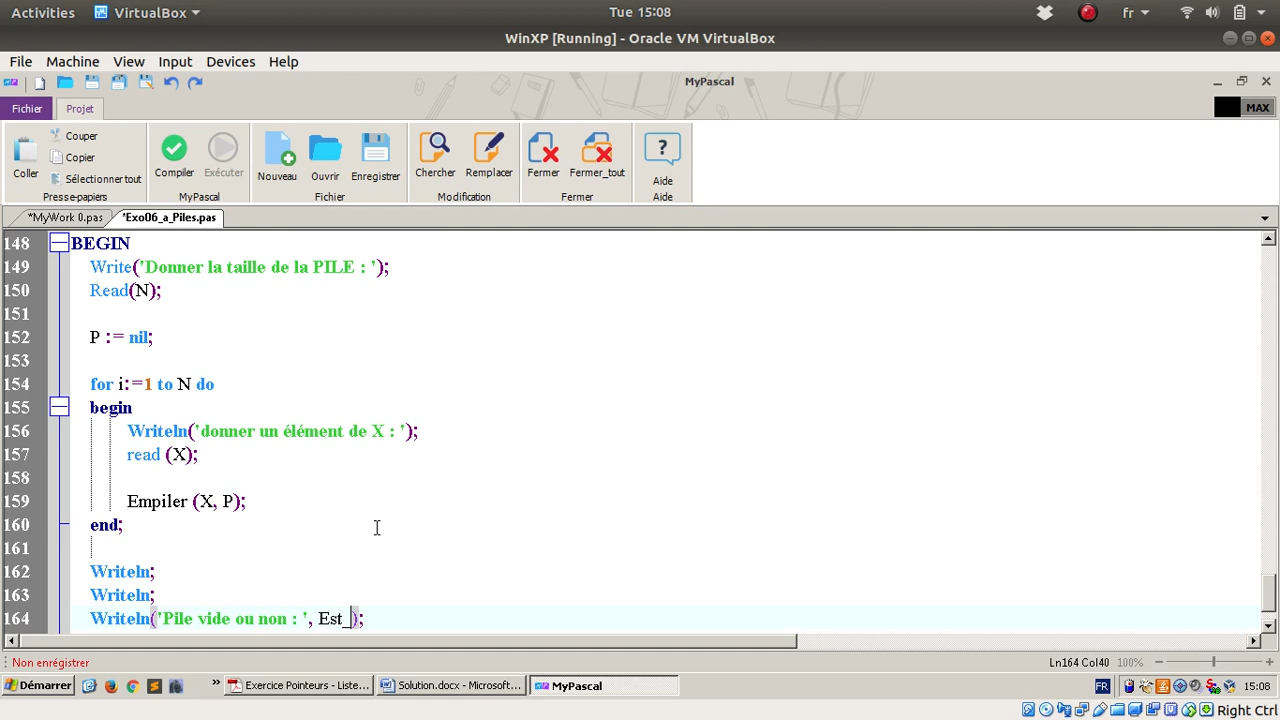 Activities VirtualBox Tue 15:08 fr
WinXP [Running] - Oracle VM VirtualBox
File Machine View Input Devices Help
MyPascal
Fichier Projet MAX
Coller Couper Copier Sélectionner tout
Compiler Exécuter Nouveau Ouvrir Enregistrer Chercher Remplacer Fermer Fermer_tout ? Aide
Presse-papiers MyPascal Fichier Modification Fermer Aide
*MyWork 0.pas *Exo06_a_Piles.pas
148 BEGIN
149 Write('Donner la taille de la PILE : ');
150 Read(N);
151
152 P := nil;
153
154 for i:=1 to N do
155 begin
156 Writeln('donner un élément de X : ');
157 read (X);
158
159 Empiler (X, P);
160 end;
161
162 Writeln;
163 Writeln;
164 Writeln('Pile vide ou non : ', Est_);
Non enrégistrer Ln164 Col40 100%
Démarrer » Exercice Pointeurs - Liste... Solution.docx - Microsoft... MyPascal FR 15:08
Right Ctrl